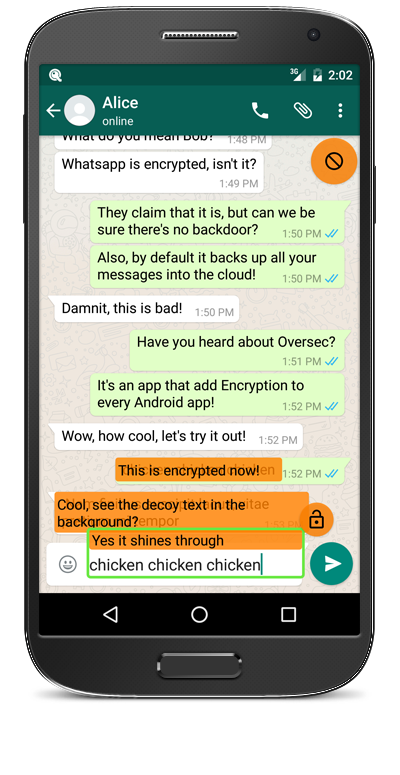 3G 2:02
Alice
online
What do you mean Bob?
1:48 PM
Whatsapp is encrypted, isn't it?
1:49 PM
They claim that it is, but can we be
sure there's no backdoor?
1:50 PM
Also, by default it backs up all your
messages into the cloud!
1:50 PM
Damnit, this is bad!
1:50 PM
Have you heard about Oversec?
1:51 PM
It's an app that add Encryption to
every Android app!
1:52 PM
Wow, how cool, let's try it out!
1:52 PM
This is encrypted now!
1:52 PM
Cool, see the decoy text in the
background?
Yes it shines through
chicken chicken chicken